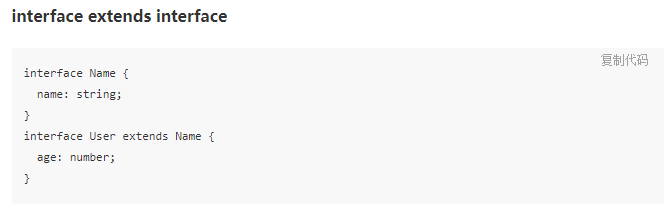 interface extends interface
复制代码
interface Name {
  name: string;
}
interface User extends Name {
  age: number;
}